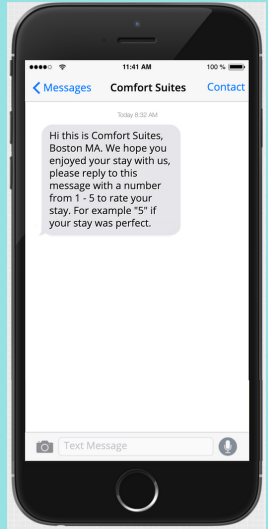 11:41 AM
100 %
Messages
Comfort Suites
Contact
Today 8:32 AM
Hi this is Comfort Suites,
Boston MA. We hope you
enjoyed your stay with us,
please reply to this
message with a number
from 1 - 5 to rate your
stay. For example "5" if
your stay was perfect.
Text Message